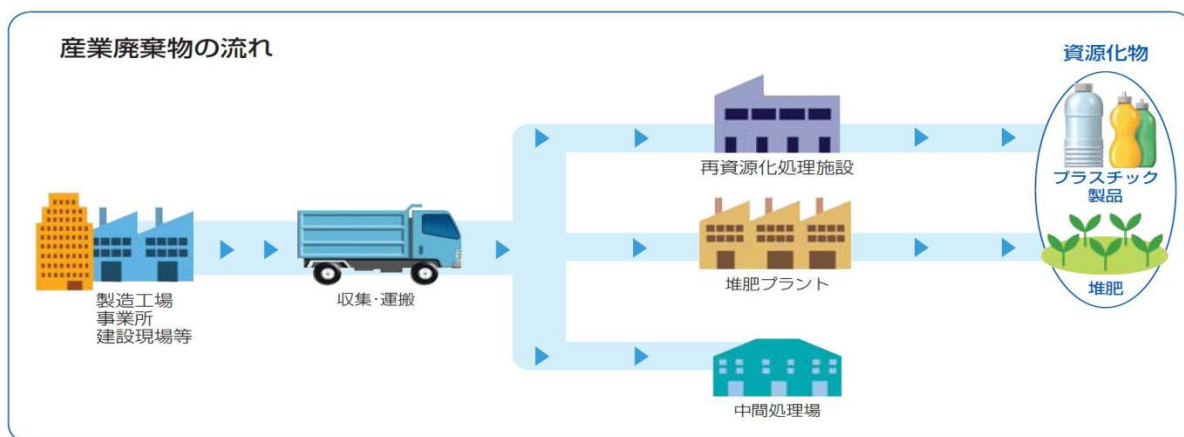 産業廃棄物の流れ
資源化物
再資源化処理施設
プラスチック
製品
製造工場
事業所
建設現場等
収集・運搬
堆肥プラント
堆肥
中間処理場